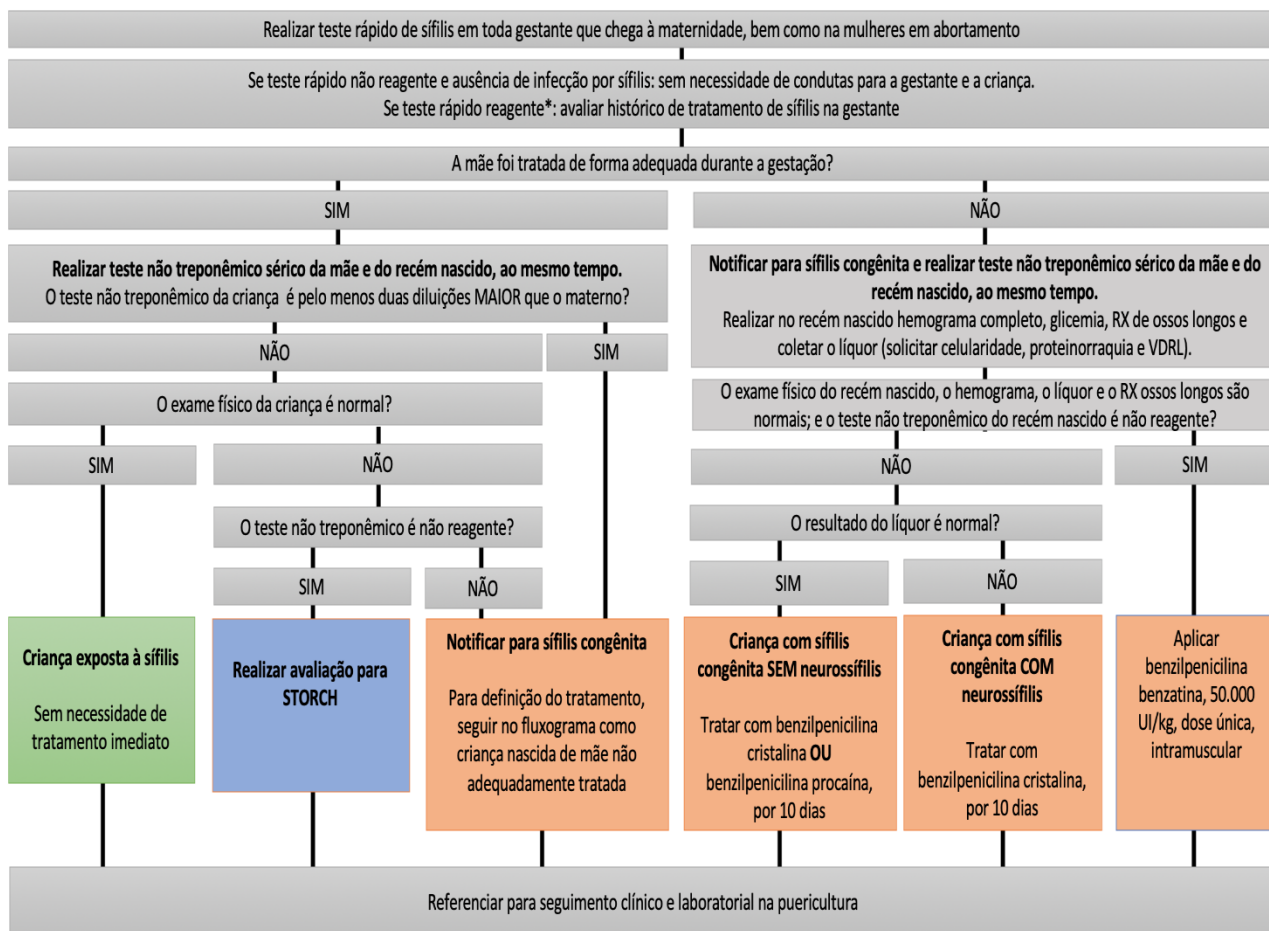 Realizar teste rápido de sífilis em toda gestante que chega à maternidade, bem como na mulheres em abortamento
Se teste rápido não reagente e ausência de infecção por sífilis: sem necessidade de condutas para a gestante e a criança.
Se teste rápido reagente*: avaliar histórico de tratamento de sífilis na gestante
A mãe foi tratada de forma adequada durante a gestação?
SIM
NÃO
Realizar teste não treponêmico sérico da mãe e do recém nascido, ao mesmo tempo.
O teste não treponêmico da criança é pelo menos duas diluições MAIOR que o materno?
Notificar para sífilis congênita e realizar teste não treponêmico sérico da mãe e do
recém nascido, ao mesmo tempo.
Realizar no recém nascido hemograma completo, glicemia, RX de ossos longos e
coletar o líquor (solicitar celularidade, proteinorraquia e VDRL).
NÃO
SIM
O exame físico da criança é normal?
O exame físico do recém nascido, o hemograma, o líquor e o RX ossos longos são
normais; e o teste não treponêmico do recém nascido é não reagente?
SIM
NÃO
NÃO
SIM
O teste não treponêmico é não reagente?
O resultado do líquor é normal?
SIM
NÃO
SIM
NÃO
Criança exposta à sífilis
Sem necessidade de
tratamento imediato
Realizar avaliação para
STORCH
Notificar para sífilis congênita
Para definição do tratamento,
seguir no fluxograma como
criança nascida de mãe não
adequadamente tratada
Criança com sífilis
congênita SEM neurossífilis
Tratar com benzilpenicilina
cristalina OU
benzilpenicilina procaína,
por 10 dias
Criança com sífilis
congênita COM
neurossífilis
Tratar com
benzilpenicilina cristalina,
por 10 dias
Aplicar
benzilpenicilina
benzatina, 50.000
UI/kg, dose única,
intramuscular
Referenciar para seguimento clínico e laboratorial na puericultura